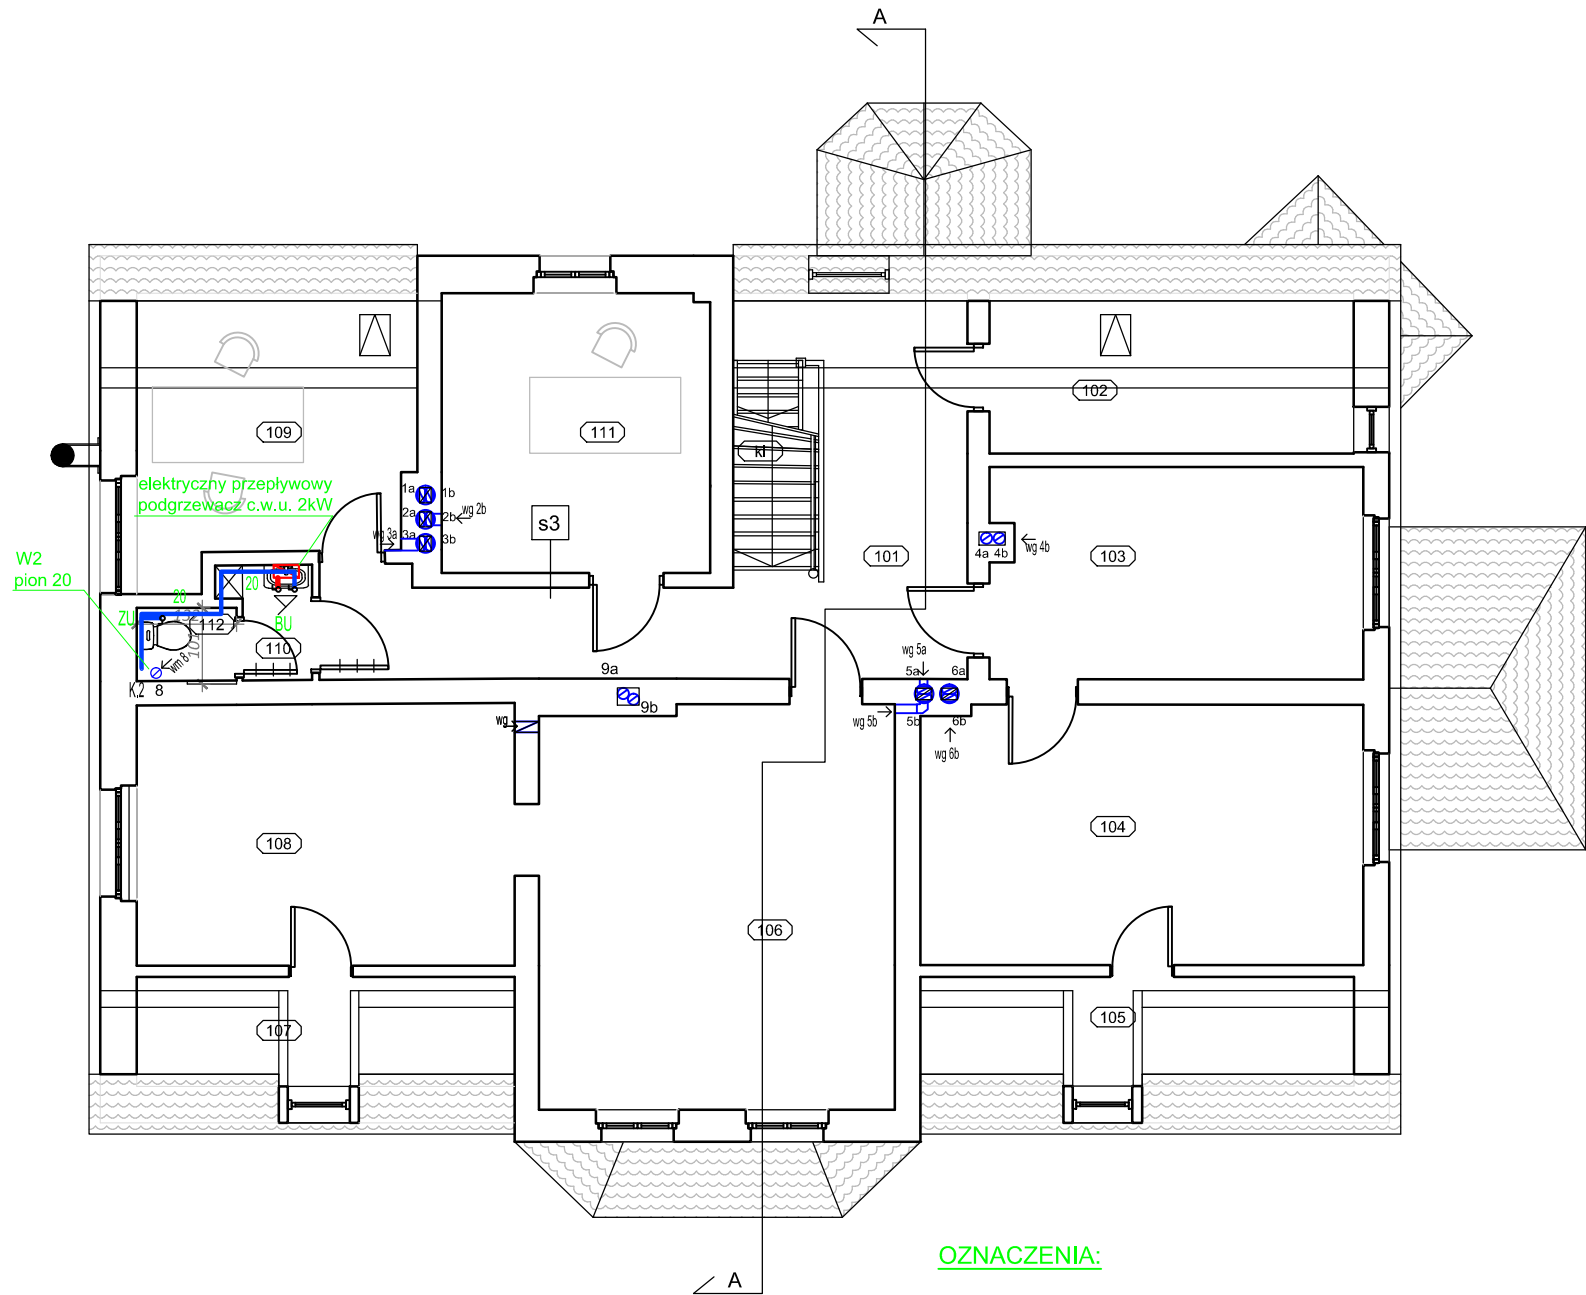 A
102
109
111
kl
elektryczny przepływowy
podgrzewacz c.w.u. 2kW
1a
1b
2a
2b
wg 2b
wg 3a
3a
3b
s3
4a
4b
wg 4b
101
103
W2
pion 20
20
20
ZU
112
BU
110
101
wm 8
K.2
8
9a
9b
wg
wg 5a
5a
6a
wg 5b
5b
6b
wg 6b
108
104
106
107
105
OZNACZENIA:
A